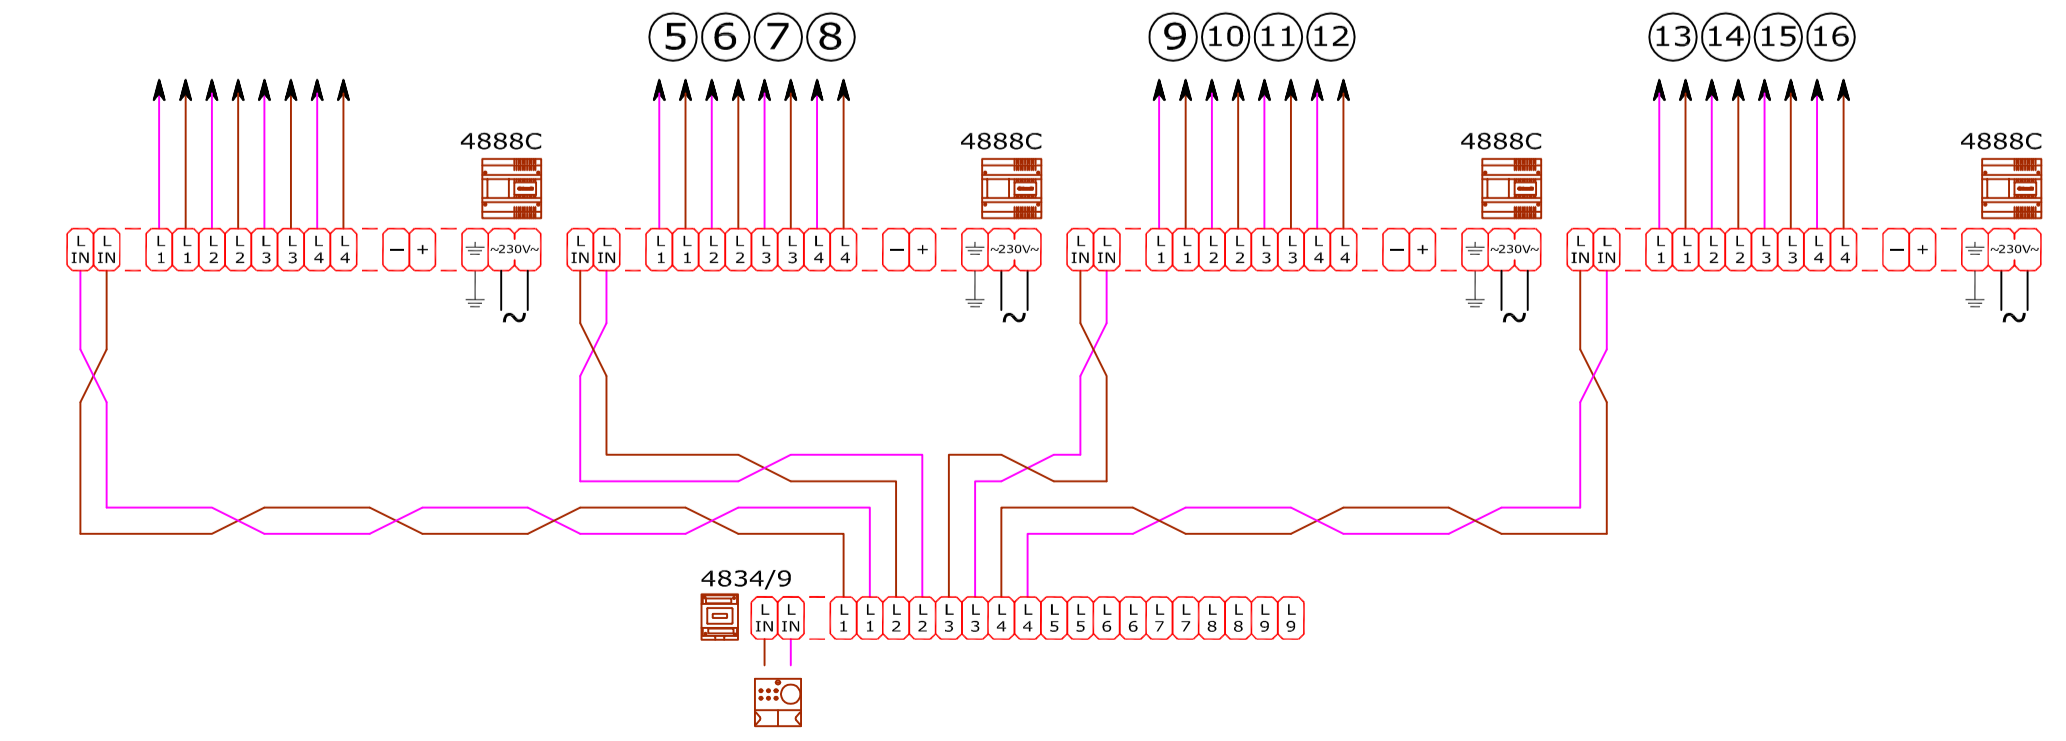 5 6 7 8 9 10 11 12 13 14 15 16
4888C 4888C 4888C 4888C
L L L L L L L L L L − + ~230V~ L L L L L L L L L L − + ~230V~ L L L L L L L L L L − + ~230V~ L L L L L L L L L L − + ~230V~
IN IN 1 1 2 2 3 3 4 4 IN IN 1 1 2 2 3 3 4 4 IN IN 1 1 2 2 3 3 4 4 IN IN 1 1 2 2 3 3 4 4
~ ~ ~ ~
4834/9
L L L L L L L L L L L L L L L L L L L L
IN IN 1 1 2 2 3 3 4 4 5 5 6 6 7 7 8 8 9 9